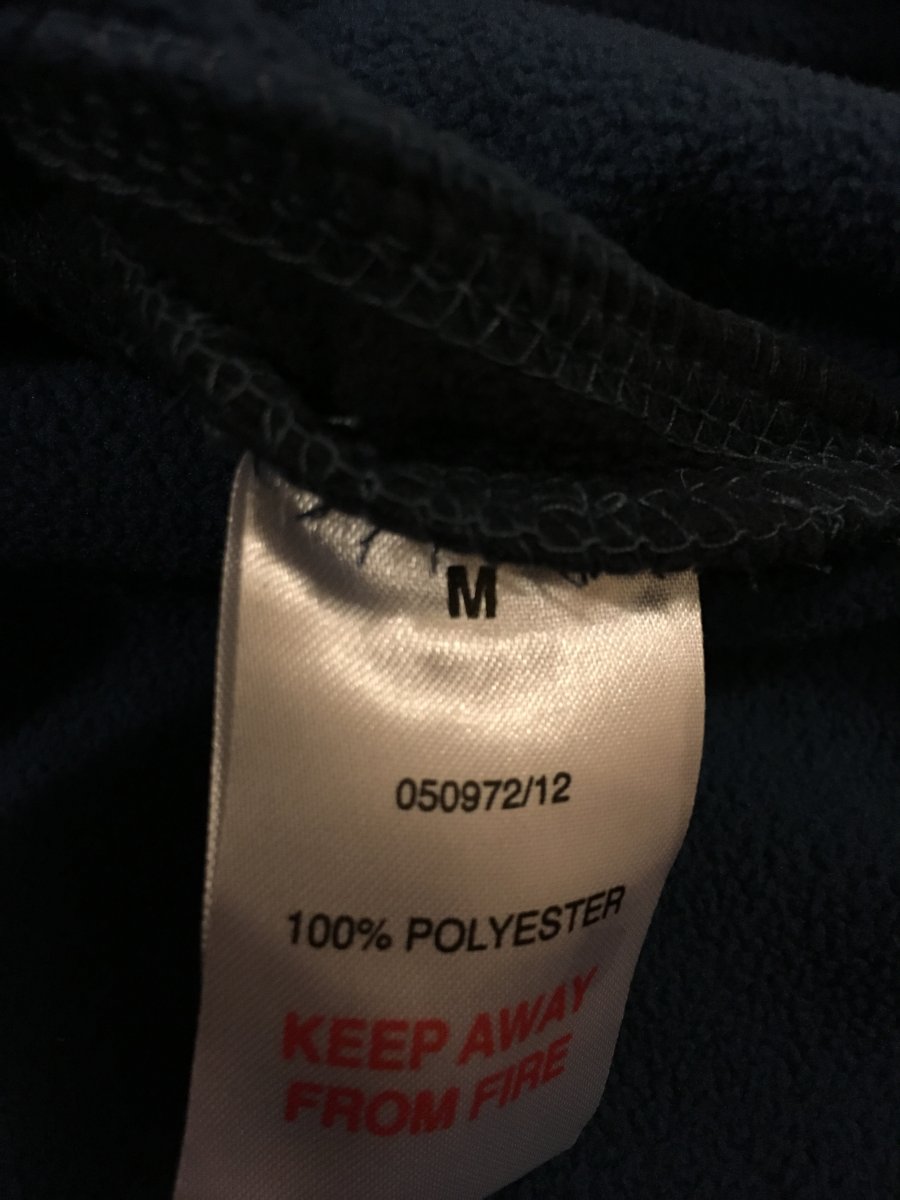 M
050972/12
100% POLYESTER
KEEP AWAY
FROM FIRE